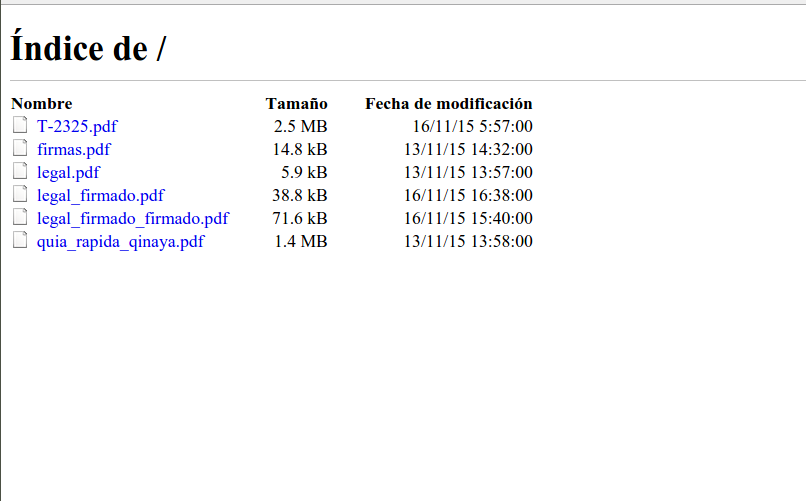 Índice de /
Nombre Tamaño Fecha de modificación
T-2325.pdf 2.5 MB 16/11/15 5:57:00
firmas.pdf 14.8 kB 13/11/15 14:32:00
legal.pdf 5.9 kB 13/11/15 13:57:00
legal_firmado.pdf 38.8 kB 16/11/15 16:38:00
legal_firmado_firmado.pdf 71.6 kB 16/11/15 15:40:00
quia_rapida_qinaya.pdf 1.4 MB 13/11/15 13:58:00